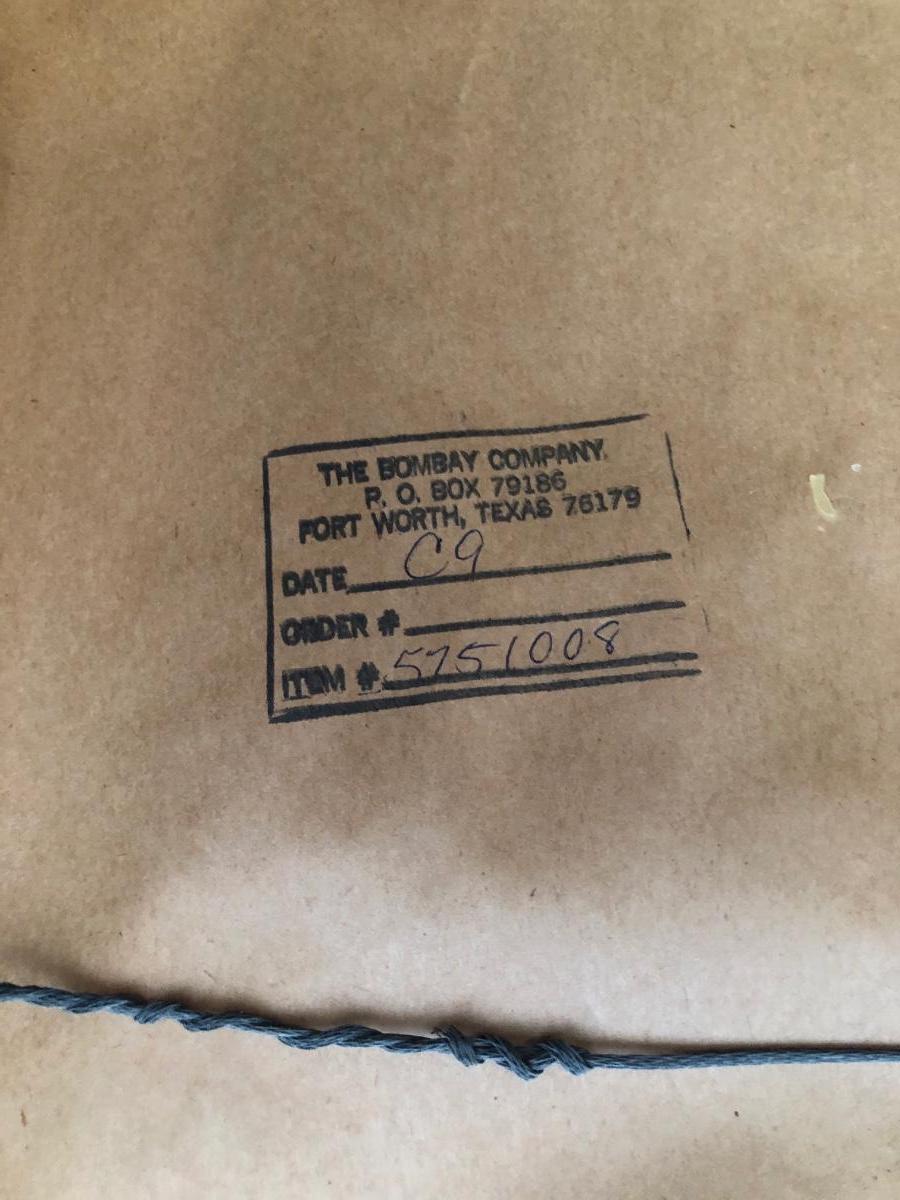 THE BOMBAY COMPANY
P. O. BOX 79186
FORT WORTH, TEXAS 76179
DATE C9
ORDER #
ITEM # 5751008